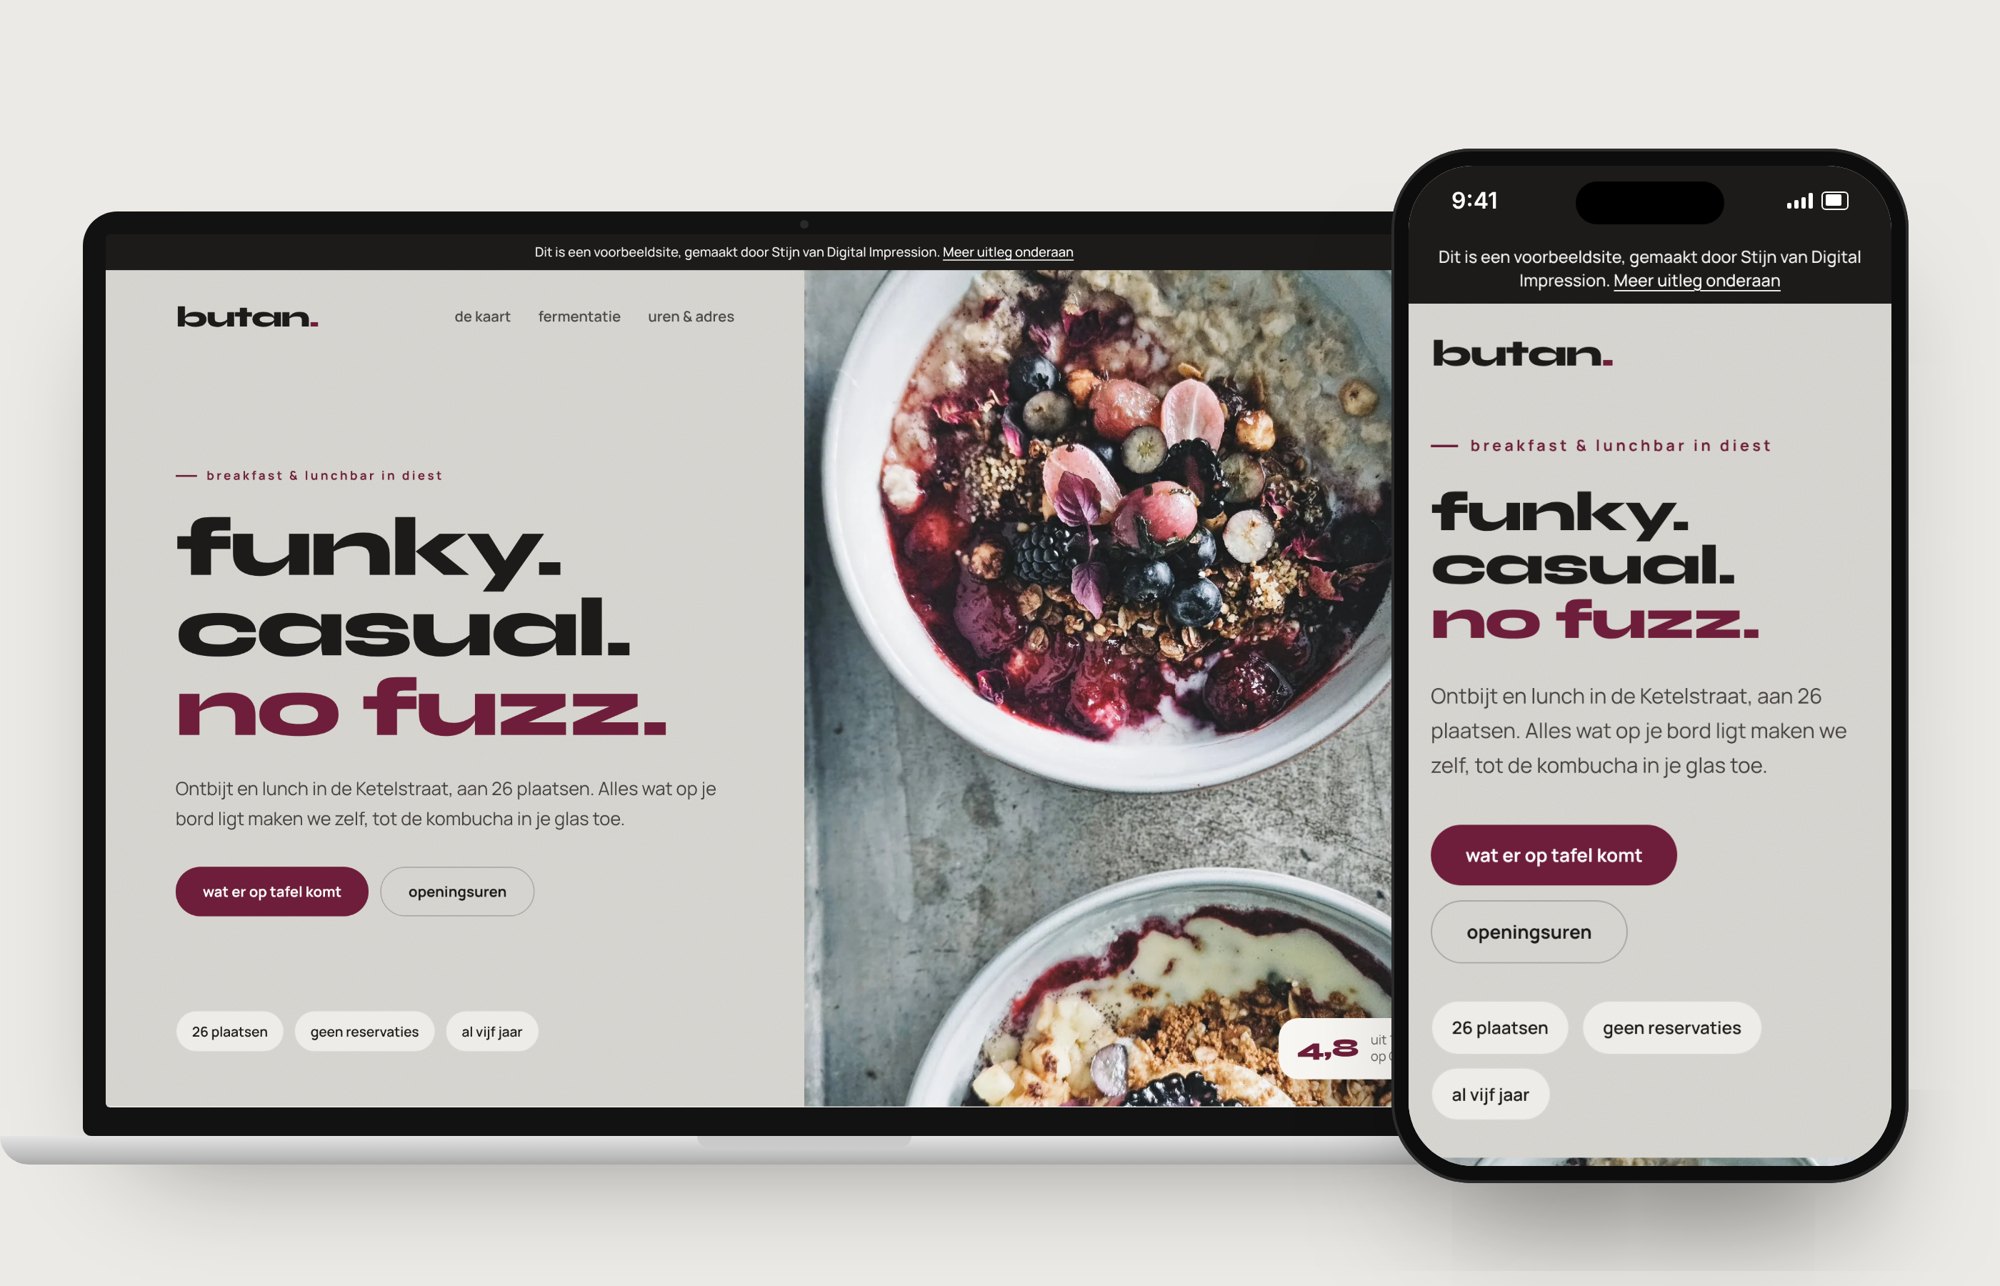 Dit is een voorbeeldsite, gemaakt door Stijn van Digital Impression. Meer uitleg onderaan
butan.
de kaart fermentatie uren & adres
breakfast & lunchbar in diest
funky.
casual.
no fuzz.
Ontbijt en lunch in de Ketelstraat, aan 26 plaatsen. Alles wat op je
bord ligt maken we zelf, tot de kombucha in je glas toe.
wat er op tafel komt openingsuren
26 plaatsen geen reservaties al vijf jaar
4,8 uit
op
9:41
Dit is een voorbeeldsite, gemaakt door Stijn van Digital
Impression. Meer uitleg onderaan
butan.
breakfast & lunchbar in diest
funky.
casual.
no fuzz.
Ontbijt en lunch in de Ketelstraat, aan 26
plaatsen. Alles wat op je bord ligt maken we
zelf, tot de kombucha in je glas toe.
wat er op tafel komt
openingsuren
26 plaatsen geen reservaties
al vijf jaar